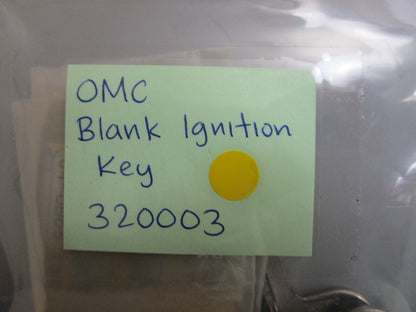 OMC
Blank Ignition
Key
320003